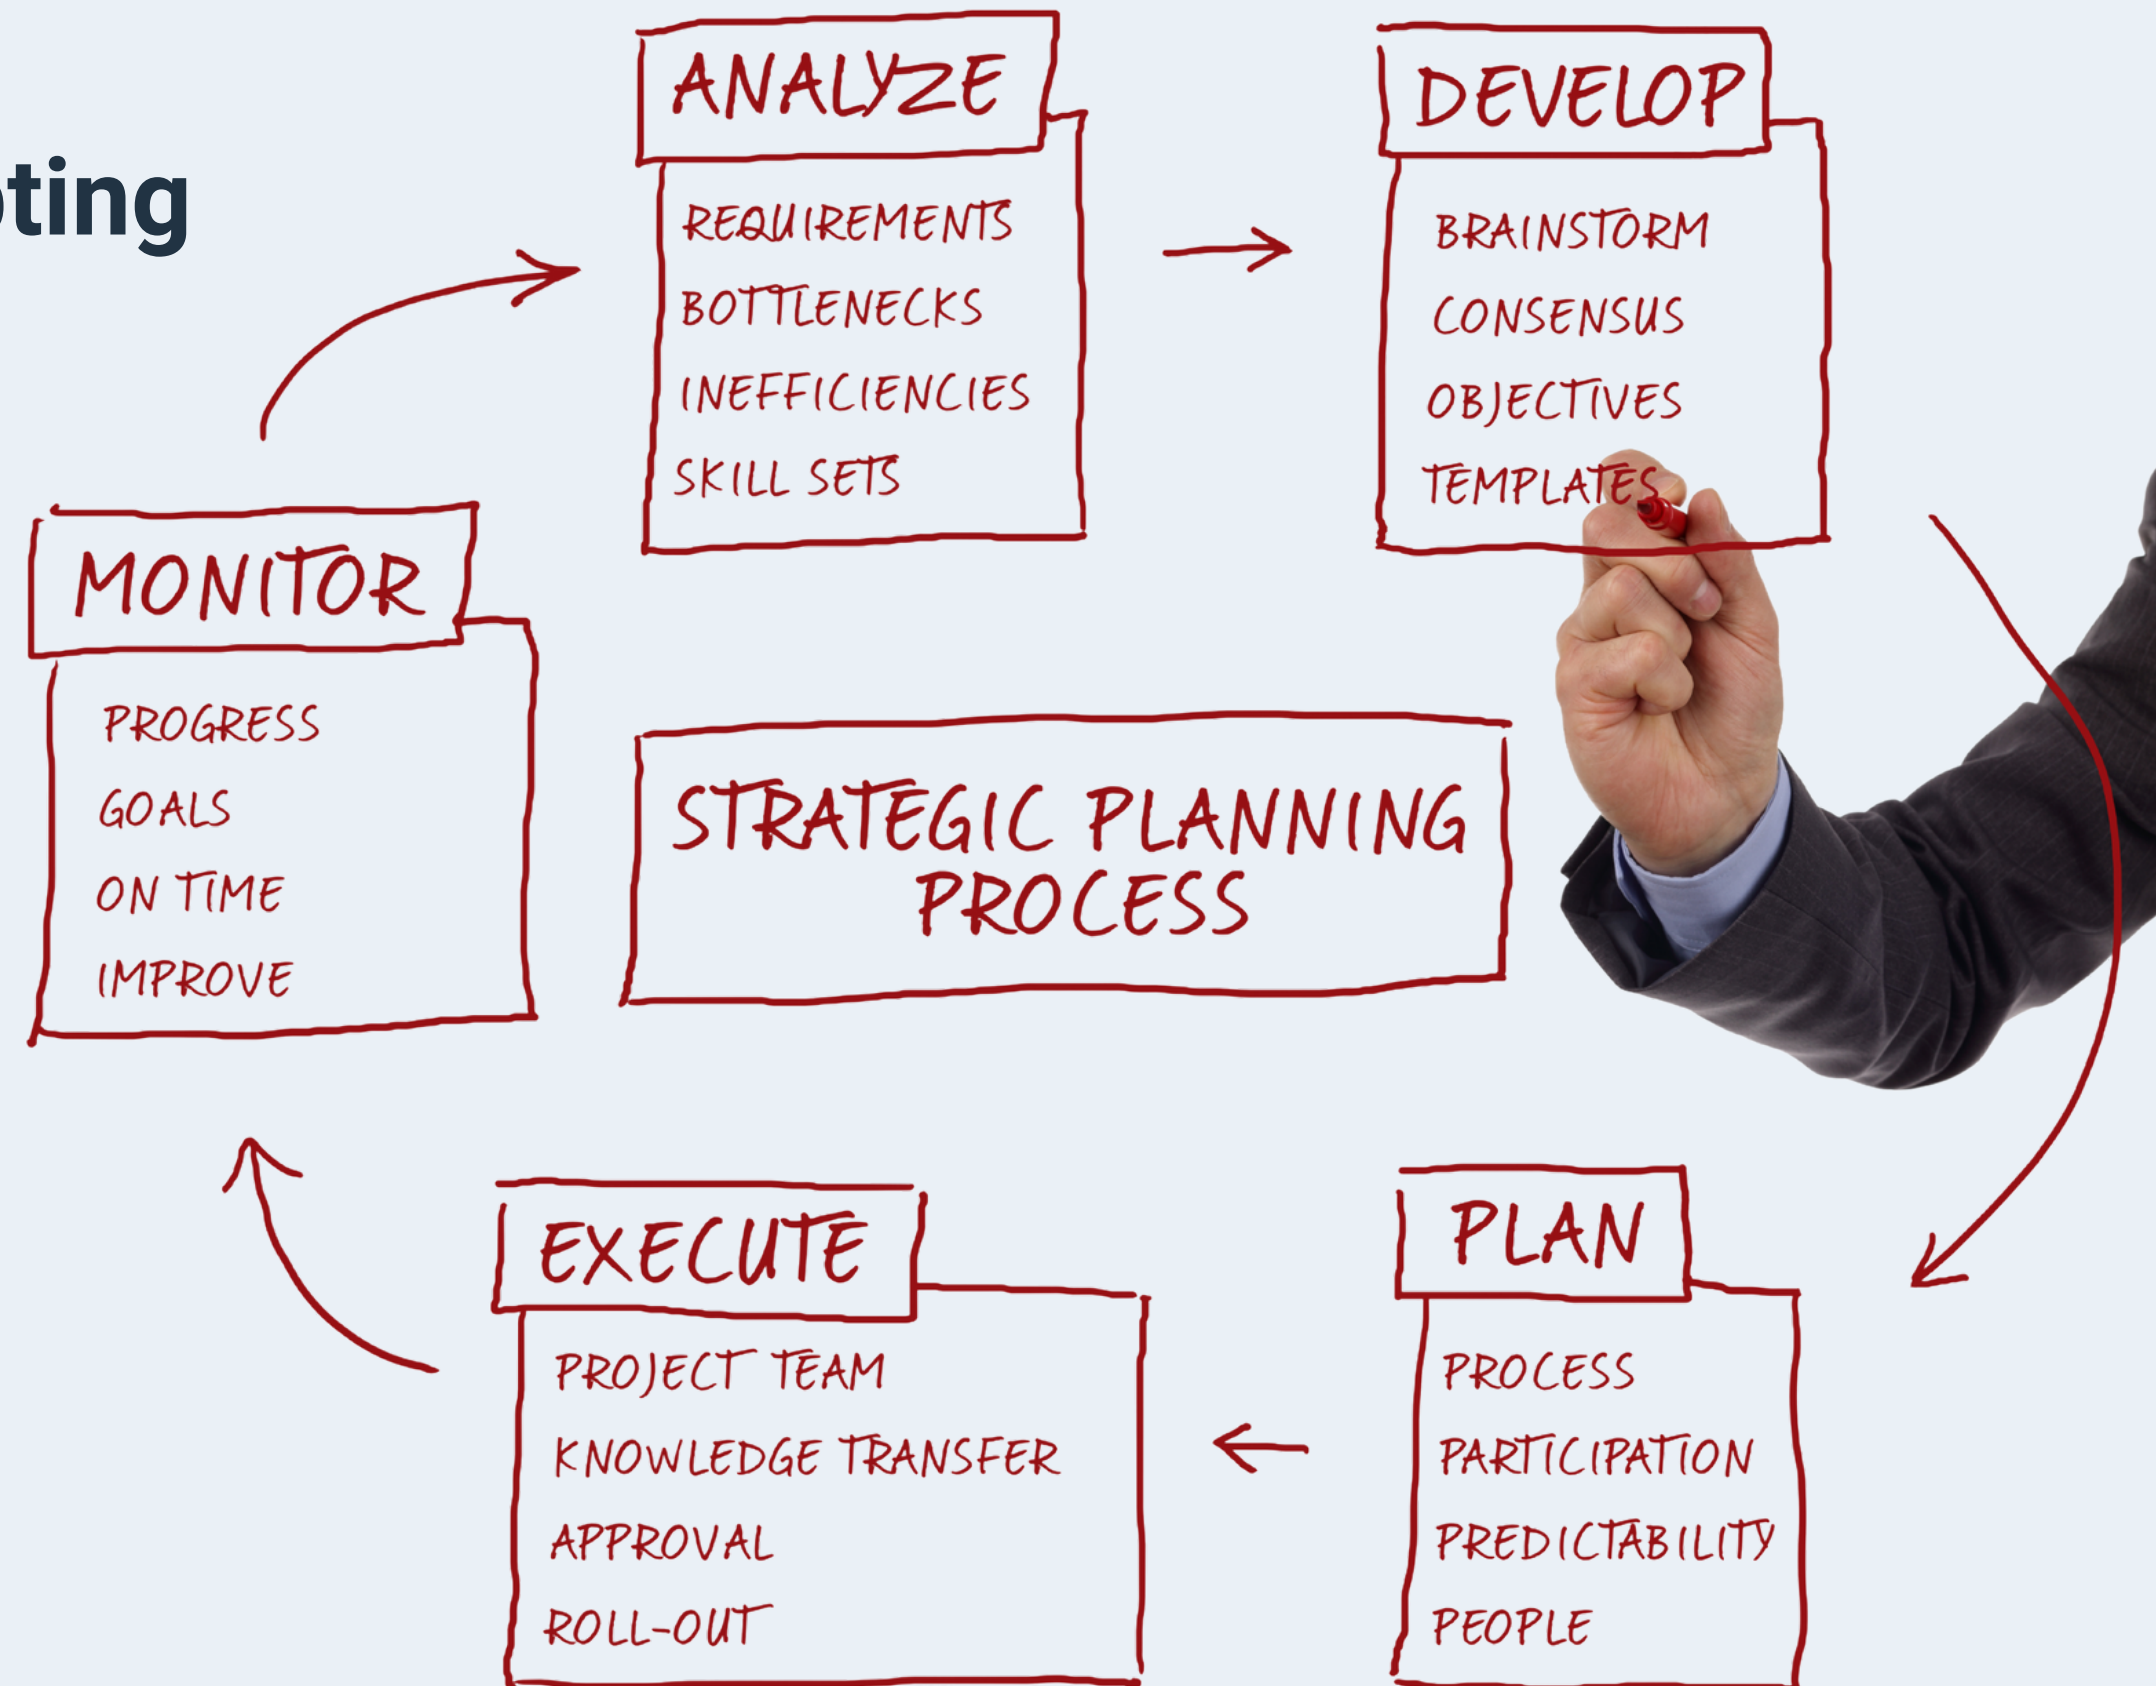 ANALYZE
REQUIREMENTS
BOTTLENECKS
INEFFICIENCIES
SKILL SETS
DEVELOP
BRAINSTORM
CONSENSUS
OBJECTIVES
TEMPLATES
MONITOR
PROGRESS
GOALS
ON TIME
IMPROVE
STRATEGIC PLANNING
PROCESS
EXECUTE
PROJECT TEAM
KNOWLEDGE TRANSFER
APPROVAL
ROLL-OUT
PLAN
PROCESS
PARTICIPATION
PREDICTABILITY
PEOPLE